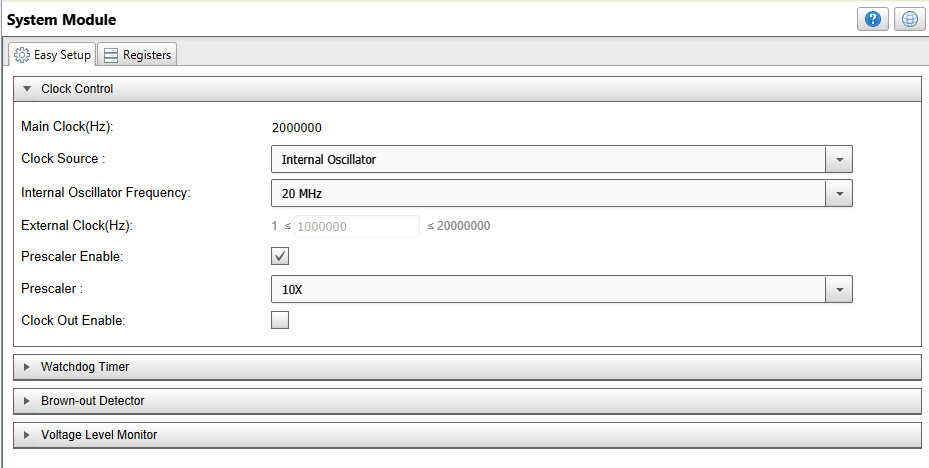 System Module
Easy Setup Registers
Clock Control
Main Clock(Hz): 2000000
Clock Source : Internal Oscillator
Internal Oscillator Frequency: 20 MHz
External Clock(Hz): 1 ≤ 1000000 ≤ 20000000
Prescaler Enable:
Prescaler : 10X
Clock Out Enable:
Watchdog Timer
Brown-out Detector
Voltage Level Monitor